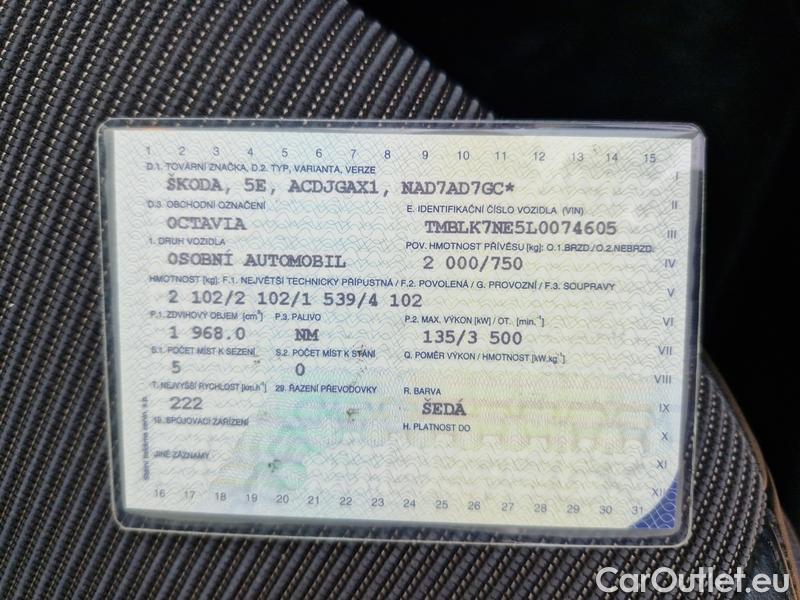 1 2 3 4 5 6 7 8 9 10 11 12 13 14 15
D.1. TOVÁRNÍ ZNAČKA, D.2. TYP, VARIANTA, VERZE I
ŠKODA, 5E, ACDJGAX1, NAD7AD7GC*
D.3. OBCHODNÍ OZNAČENÍ E. IDENTIFIKAČNÍ ČÍSLO VOZIDLA (VIN) II
OCTAVIA TMBLK7NE5L0074605 III
1. DRUH VOZIDLA POV. HMOTNOST PŘÍVĚSU [kg]: O.1.BRZD./O.2.NEBRZD.
OSOBNÍ AUTOMOBIL 2 000/750 IV
HMOTNOST [kg]: F.1. NEJVĚTŠÍ TECHNICKY PŘÍPUSTNÁ / F.2. POVOLENÁ / G. PROVOZNÍ / F.3. SOUPRAVY V
2 102/2 102/1 539/4 102
P.1. ZDVIHOVÝ OBJEM [cm³] P.3. PALIVO P.2. MAX. VÝKON [kW] / OT. [min.⁻¹] VI
1 968.0 NM 135/3 500
S.1. POČET MÍST K SEZENÍ S.2. POČET MÍST K STÁNÍ Q. POMĚR VÝKON / HMOTNOST [kW.kg⁻¹] VII
5 0
T. NEJVYŠŠÍ RYCHLOST [km.h⁻¹] 29. ŘAZENÍ PŘEVODOVKY R. BARVA VIII
222 ŠEDÁ IX
19. SPOJOVACÍ ZAŘÍZENÍ H. PLATNOST DO X
JINÉ ZÁZNAMY XI
16 17 18 19 20 21 22 23 24 25 26 27 28 29 30 31
CarOutlet.eu